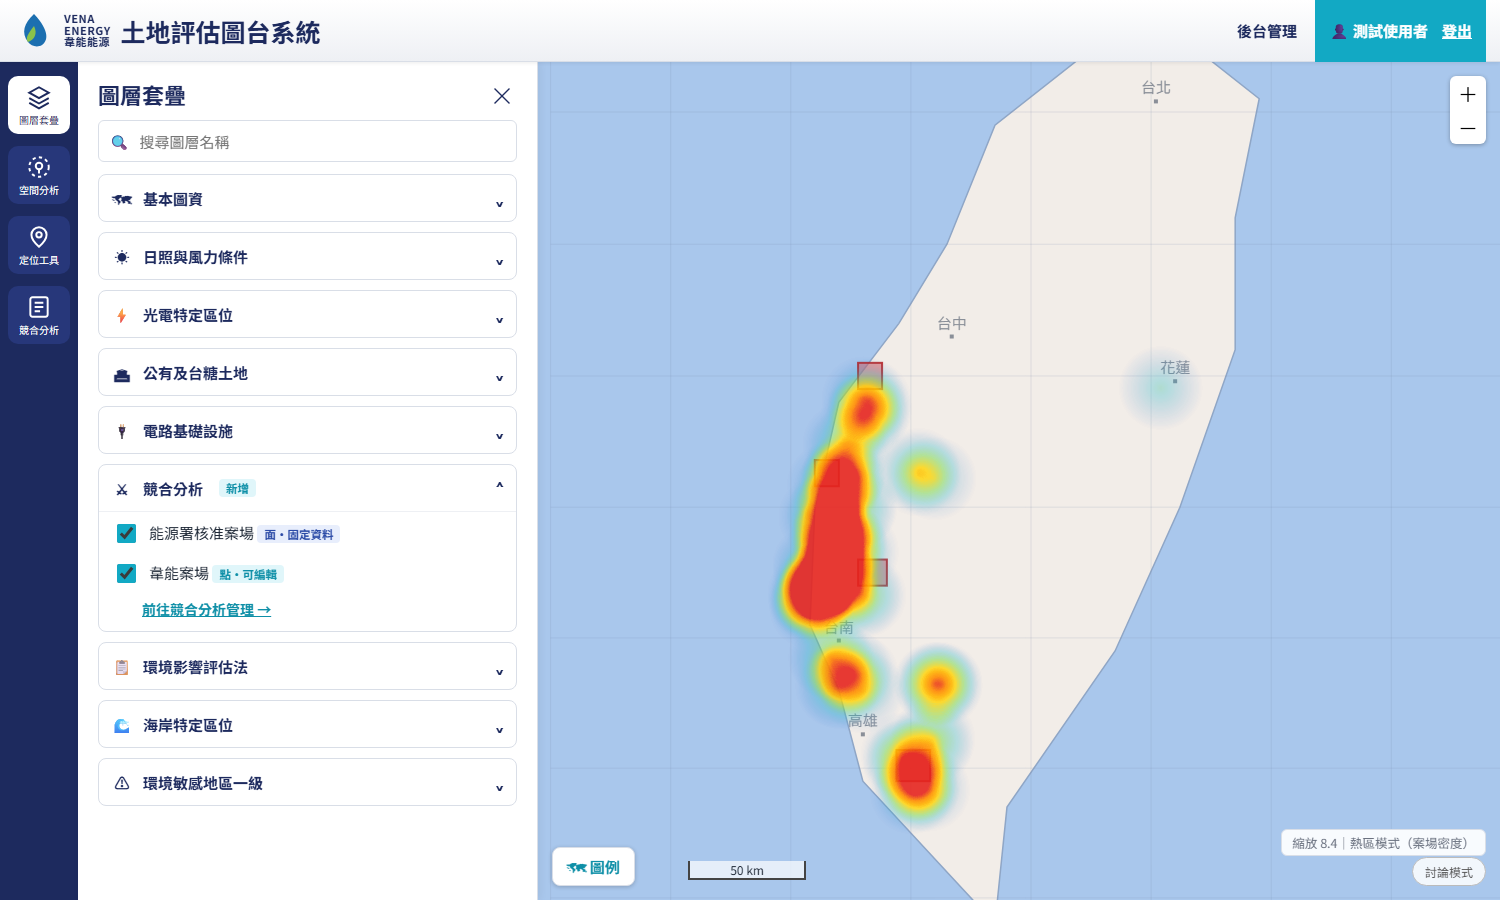 VENA
ENERGY
韋能能源
土地評估圖台系統
後台管理
測試使用者 登出
圖層套疊
空間分析
定位工具
競合分析
圖層套疊
搜尋圖層名稱
基本圖資
日照與風力條件
光電特定區位
公有及台糖土地
電路基礎設施
競合分析 新增
能源署核准案場 面・固定資料
韋能案場 點・可編輯
前往競合分析管理 →
環境影響評估法
海岸特定區位
環境敏感地區一級
台北
台中
花蓮
台南
高雄
圖例
50 km
縮放 8.4｜熱區模式（案場密度）
討論模式